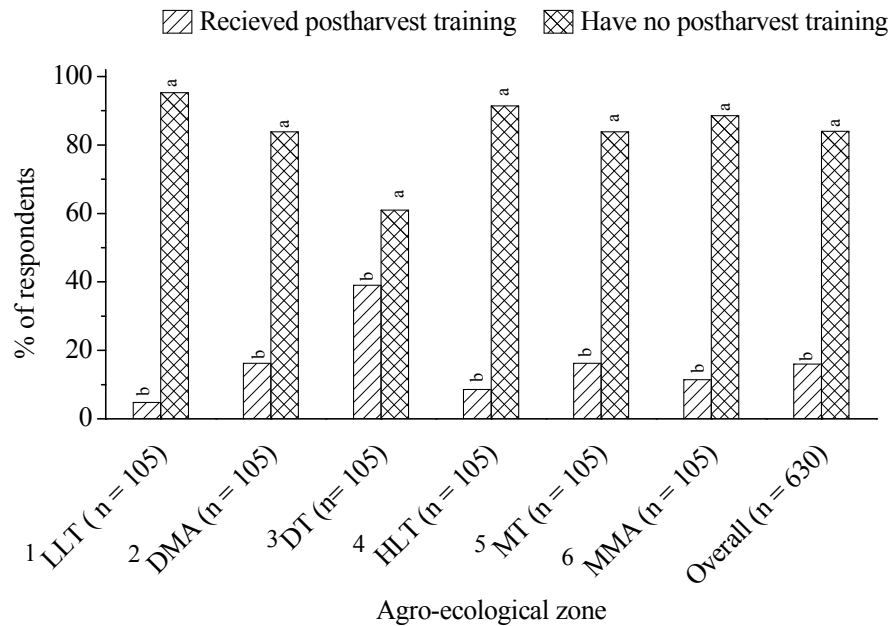 Recieved postharvest training
Have no postharvest training
100
80
60
40
20
0
% of respondents
b
a
b
a
b
a
b
a
b
a
b
a
b
a
1 LLT ( n = 105)
2 DMA (n = 105)
3 DT (n= 105)
4 HLT (n = 105)
5 MT (n = 105)
6 MMA (n = 105)
Overall (n = 630)
Agro-ecological zone